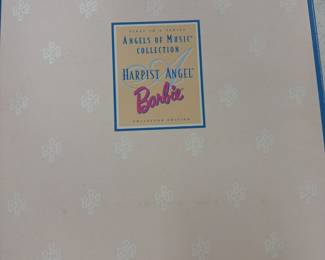 FIRST IN A SERIES
ANGELS OF MUSIC
COLLECTION
HARPIST ANGEL
Barbie
COLLECTOR EDITION